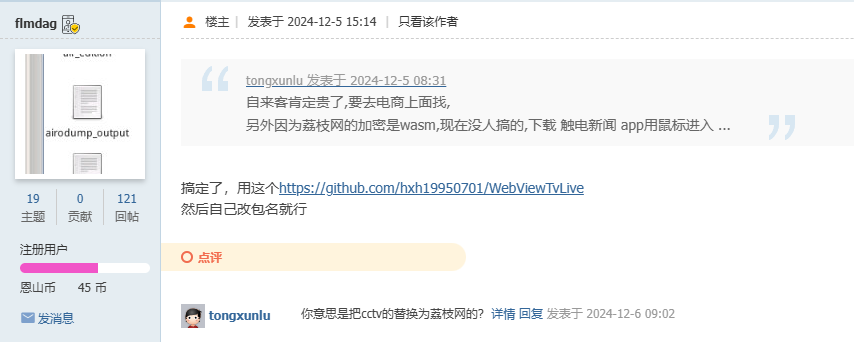 flmdag
楼主 | 发表于 2024-12-5 15:14 | 只看该作者
air_edition
airodump_output
tongxunlu 发表于 2024-12-5 08:31
自来客肯定贵了,要去电商上面找,
另外因为荔枝网的加密是wasm,现在没人搞的,下载 触电新闻 app用鼠标进入 ...
搞定了，用这个https://github.com/hxh19950701/WebViewTvLive
然后自己改包名就行
19 0 121
主题 贡献 回帖
注册用户
恩山币 45 币
发消息
点评
tongxunlu 你意思是把cctv的替换为荔枝网的? 详情 回复 发表于 2024-12-6 09:02